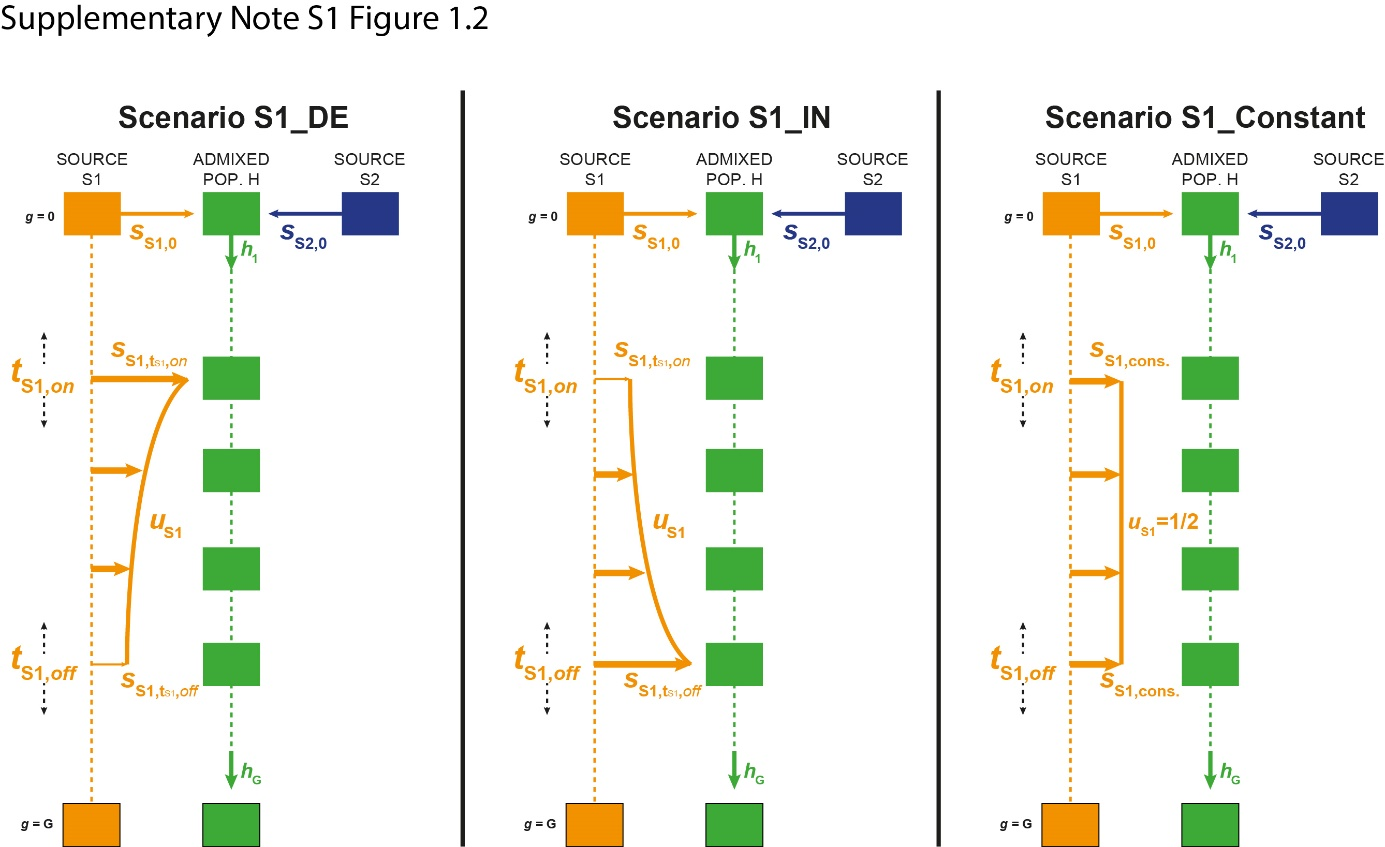 Supplementary Note S1 Figure 1.2
Scenario S1_DE
SOURCE S1
ADMIXED POP. H
SOURCE S2
g = 0
sS1,0
sS2,0
h1
tS1,on
sS1,tS1,on
uS1
tS1,off
sS1,tS1,off
hG
g = G
Scenario S1_IN
SOURCE S1
ADMIXED POP. H
SOURCE S2
g = 0
sS1,0
sS2,0
h1
tS1,on
sS1,tS1,on
uS1
tS1,off
sS1,tS1,off
hG
g = G
Scenario S1_Constant
SOURCE S1
ADMIXED POP. H
SOURCE S2
g = 0
sS1,0
sS2,0
h1
tS1,on
sS1,cons.
uS1=1/2
tS1,off
sS1,cons.
hG
g = G